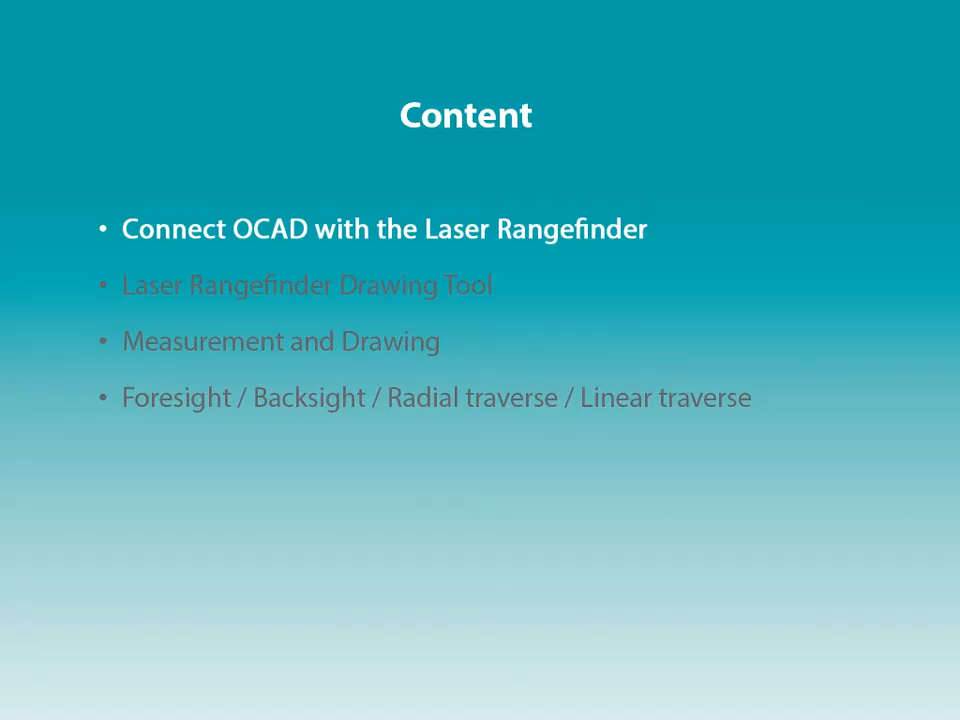 Content
• Connect OCAD with the Laser Rangefinder
• Laser Rangefinder Drawing Tool
• Measurement and Drawing
• Foresight / Backsight / Radial traverse / Linear traverse